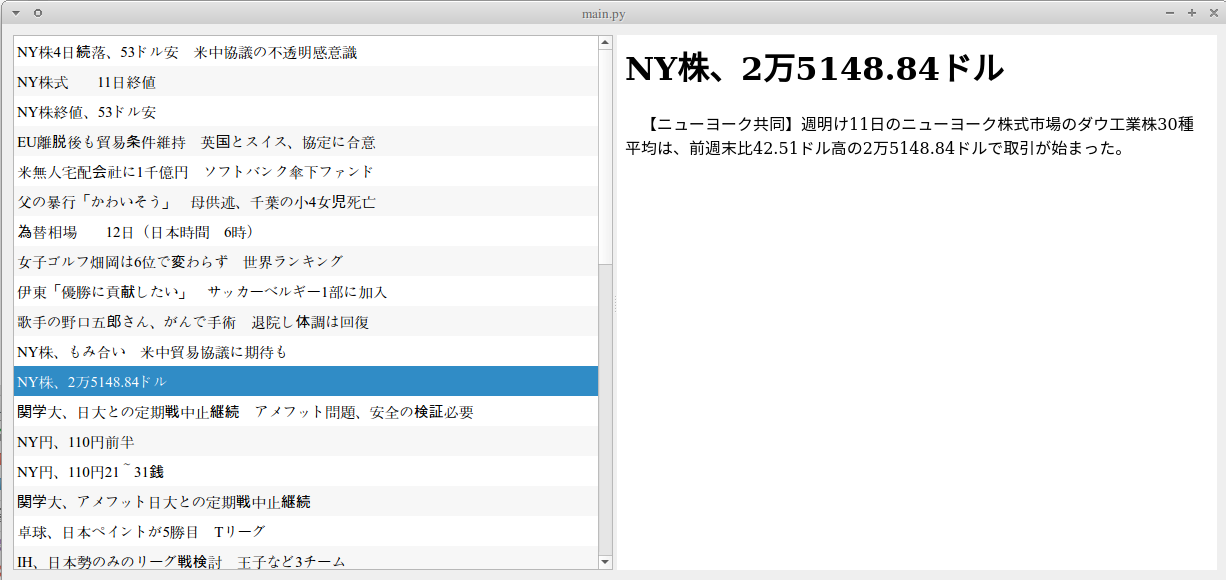 main.py
NY株4日続落、53ドル安　米中協議の不透明感意識
NY株式　　11日終値
NY株終値、53ドル安
EU離脱後も貿易条件維持　英国とスイス、協定に合意
米無人宅配会社に1千億円　ソフトバンク傘下ファンド
父の暴行「かわいそう」　母供述、千葉の小4女児死亡
為替相場　　12日（日本時間　6時）
女子ゴルフ畑岡は6位で変わらず　世界ランキング
伊東「優勝に貢献したい」　サッカーベルギー1部に加入
歌手の野口五郎さん、がんで手術　退院し体調は回復
NY株、もみ合い　米中貿易協議に期待も
NY株、2万5148.84ドル
関学大、日大との定期戦中止継続　アメフット問題、安全の検証必要
NY円、110円前半
NY円、110円21～31銭
関学大、アメフット日大との定期戦中止継続
卓球、日本ペイントが5勝目　Tリーグ
IH、日本勢のみのリーグ戦検討　王子など3チーム
NY株、2万5148.84ドル
【ニューヨーク共同】週明け11日のニューヨーク株式市場のダウ工業株30種
平均は、前週末比42.51ドル高の2万5148.84ドルで取引が始まった。